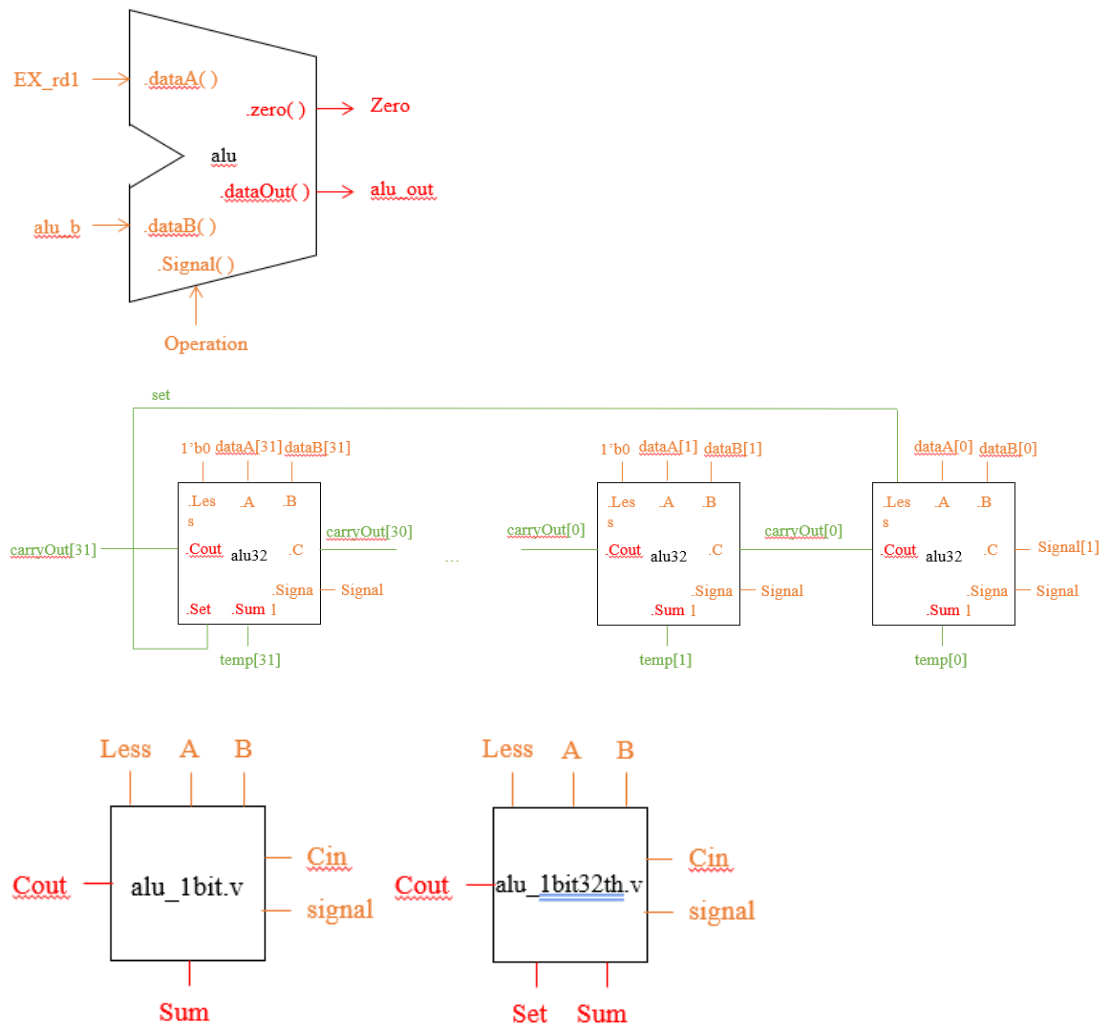 EX_rd1
.dataA( )
.zero( )
Zero
alu
.dataOut( )
alu_out
alu_b
.dataB( )
.Signal( )
Operation
set
1’b0 dataA[31] dataB[31]
1’b0 dataA[1] dataB[1]
dataA[0] dataB[0]
.Les
s
.A
.B
.Les
s
.A
.B
.Les
s
.A
.B
carryOut[31]
.Cout
alu32
.C
carryOut[30]
...
carryOut[0]
.Cout
alu32
.C
carryOut[0]
.Cout
alu32
.C
Signal[1]
.Signa
l
Signal
.Signa
l
Signal
.Signa
l
Signal
.Set
.Sum
.Sum
.Sum
temp[31]
temp[1]
temp[0]
Less A B
Less A B
Cout
alu_1bit.v
Cin
signal
Sum
Cout
alu_1bit32th.v
Cin
signal
Set Sum